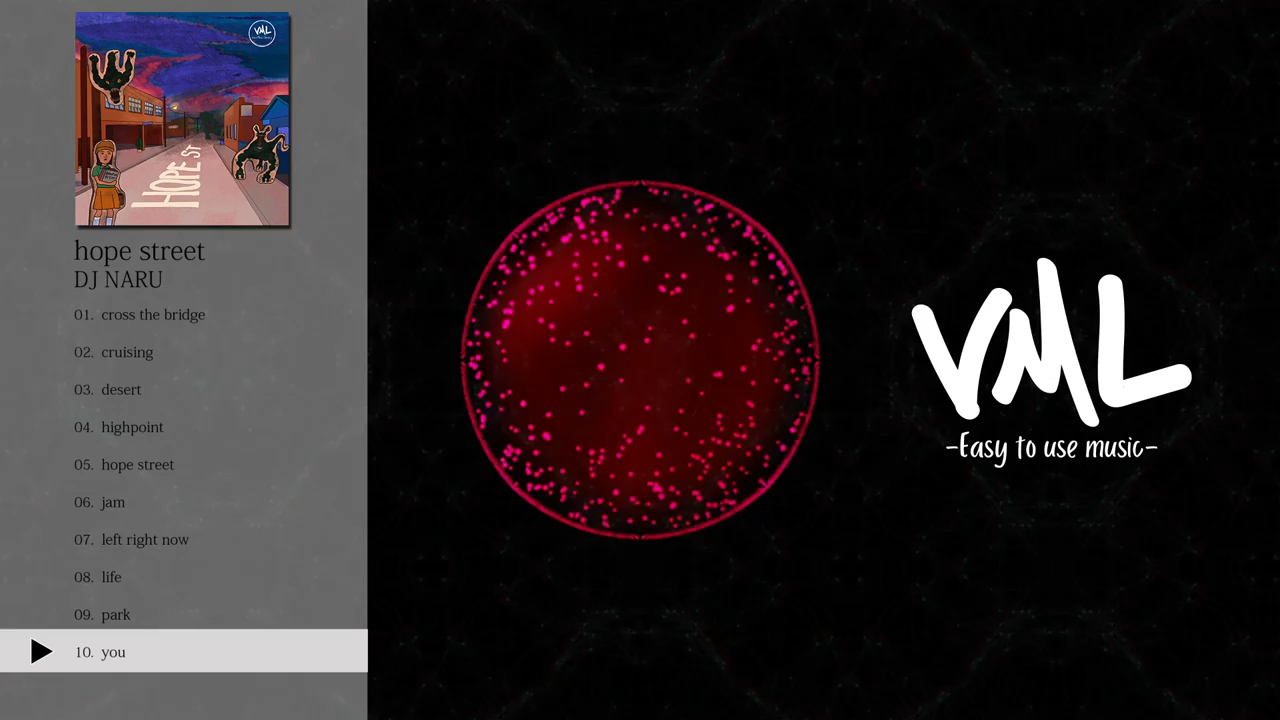 VML
HOPE ST
hope street
DJ NARU
01. cross the bridge
02. cruising
03. desert
04. highpoint
05. hope street
06. jam
07. left right now
08. life
09. park
10. you
VML
-Easy to use music-